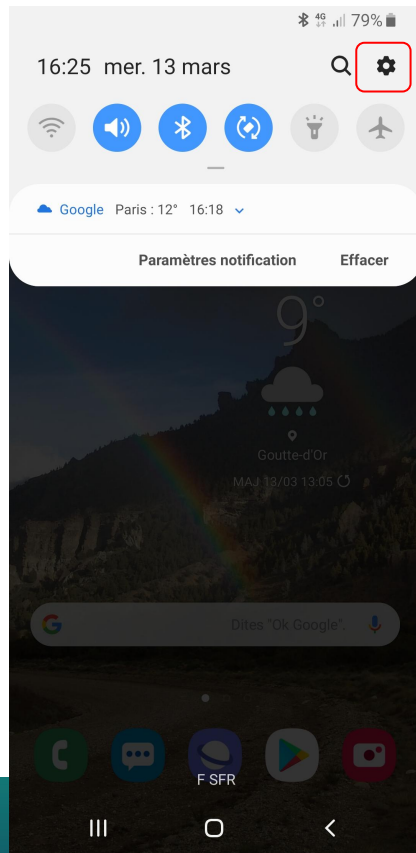 4G 79%
16:25 mer. 13 mars
Google Paris : 12° 16:18
Paramètres notification Effacer
9°
Goutte-d'Or
MAJ 13/03 13:05
G Dites "Ok Google".
F SFR